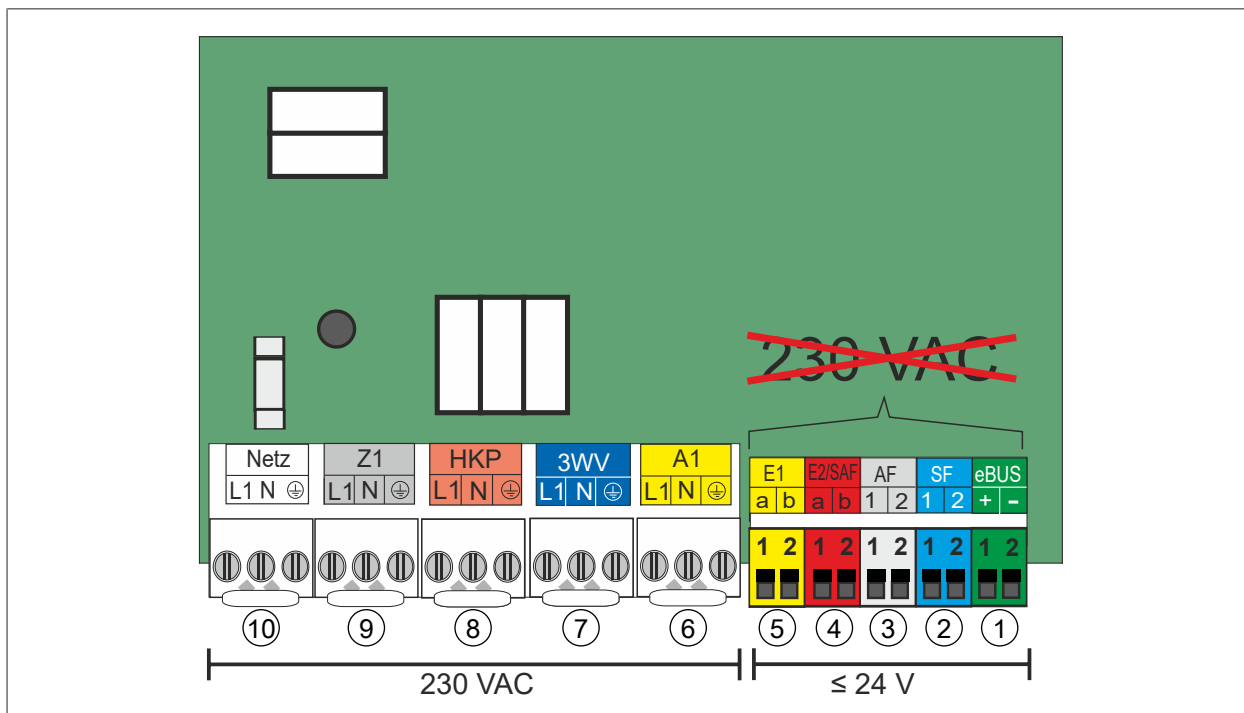 230 VAC
Netz Z1 HKP 3WV A1
L1 N L1 N L1 N L1 N L1 N
E1 E2/SAF AF SF eBUS
a b a b 1 2 1 2 + −
1 2 1 2 1 2 1 2 1 2
10 9 8 7 6 5 4 3 2 1
230 VAC ≤ 24 V